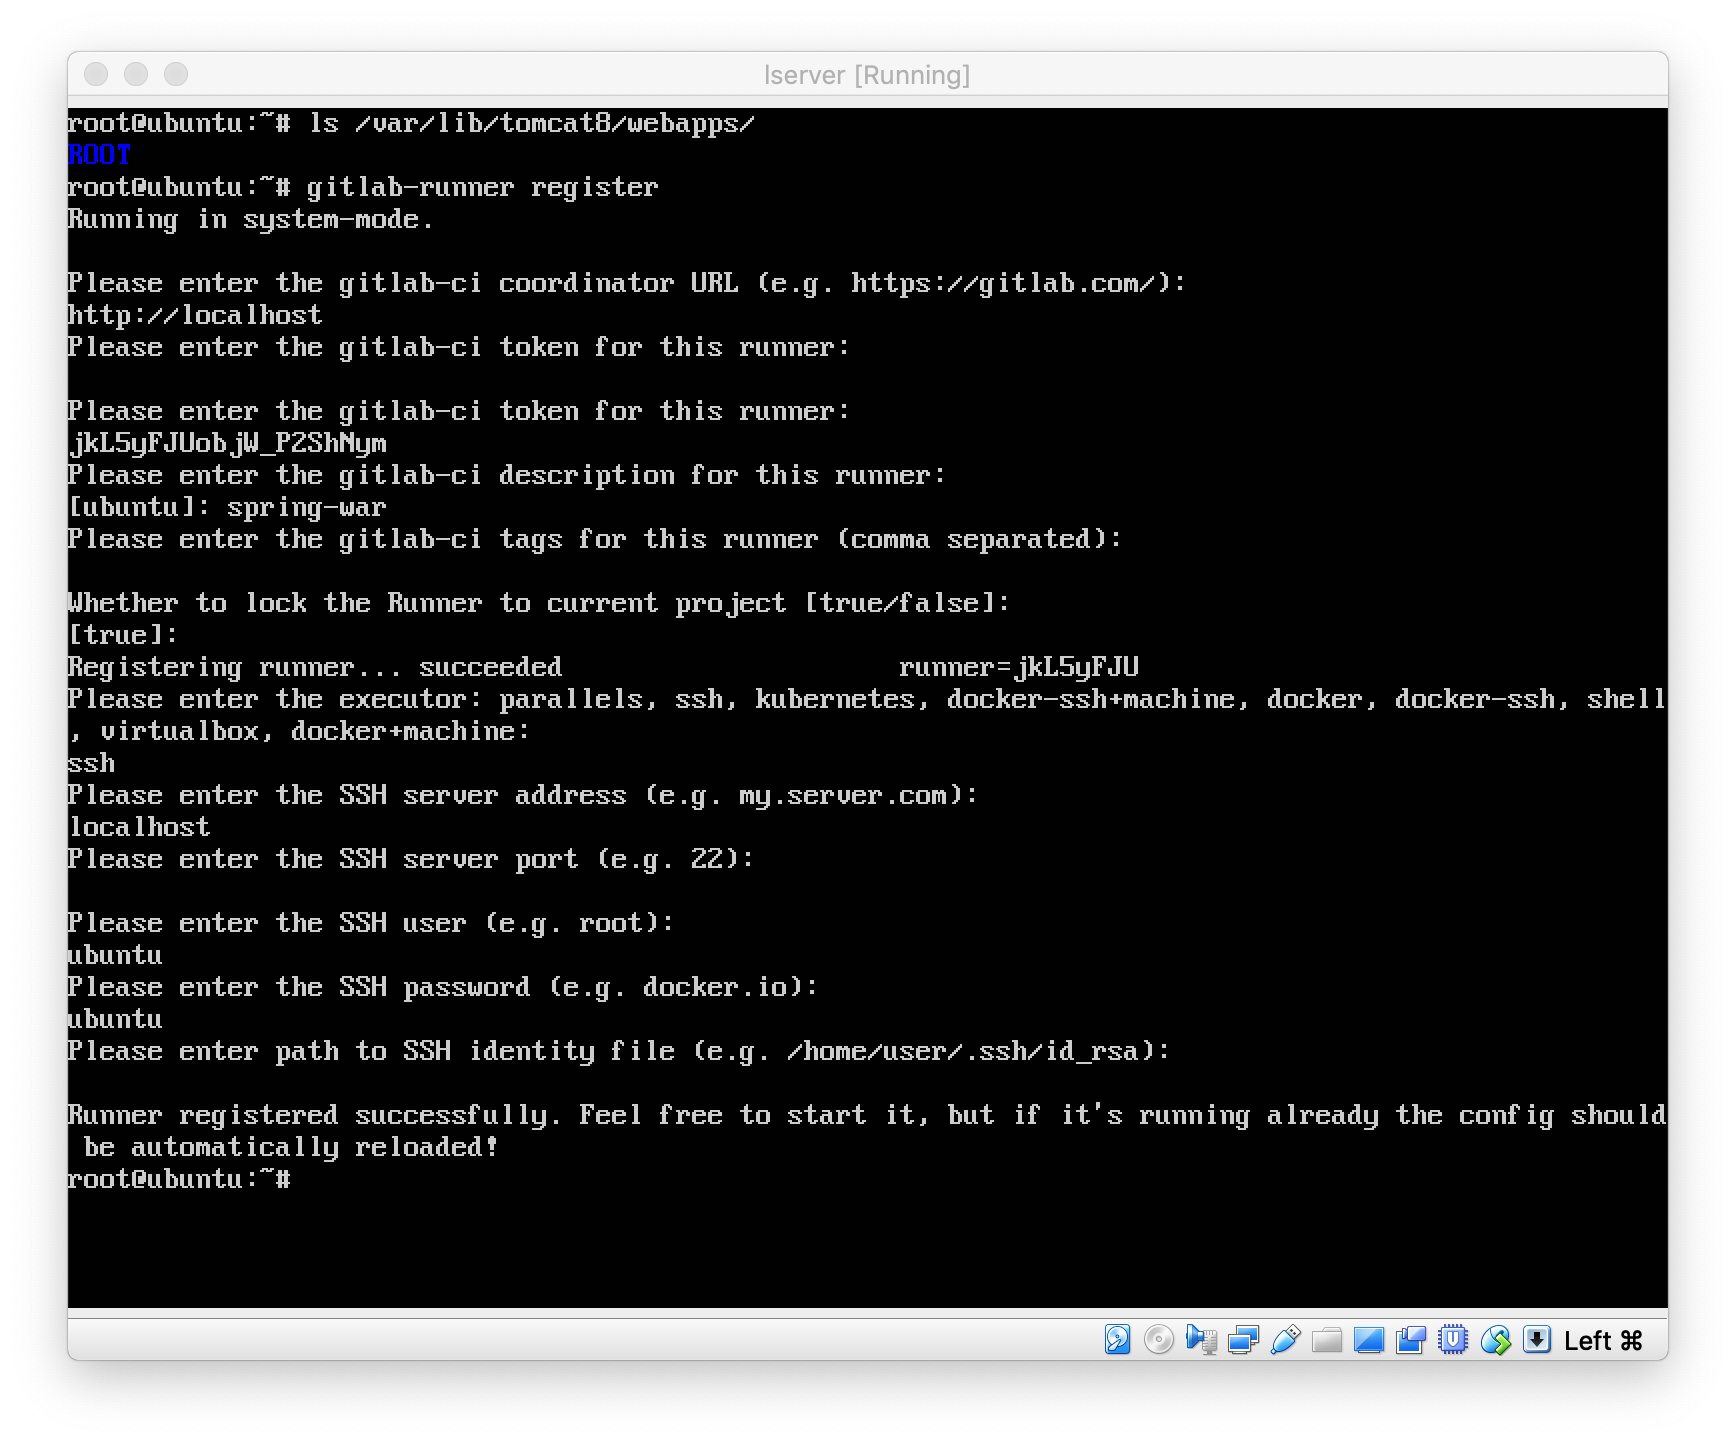 lserver [Running]
root@ubuntu:~# ls /var/lib/tomcat8/webapps/
ROOT
root@ubuntu:~# gitlab-runner register
Running in system-mode.
Please enter the gitlab-ci coordinator URL (e.g. https://gitlab.com/):
http://localhost
Please enter the gitlab-ci token for this runner:
Please enter the gitlab-ci token for this runner:
jkL5yFJUobjW_P2ShNym
Please enter the gitlab-ci description for this runner:
[ubuntu]: spring-war
Please enter the gitlab-ci tags for this runner (comma separated):
Whether to lock the Runner to current project [true/false]:
[true]:
Registering runner... succeeded                     runner=jkL5yFJU
Please enter the executor: parallels, ssh, kubernetes, docker-ssh+machine, docker, docker-ssh, shell
, virtualbox, docker+machine:
ssh
Please enter the SSH server address (e.g. my.server.com):
localhost
Please enter the SSH server port (e.g. 22):
Please enter the SSH user (e.g. root):
ubuntu
Please enter the SSH password (e.g. docker.io):
ubuntu
Please enter path to SSH identity file (e.g. /home/user/.ssh/id_rsa):
Runner registered successfully. Feel free to start it, but if it's running already the config should
 be automatically reloaded!
root@ubuntu:~#
Left ⌘